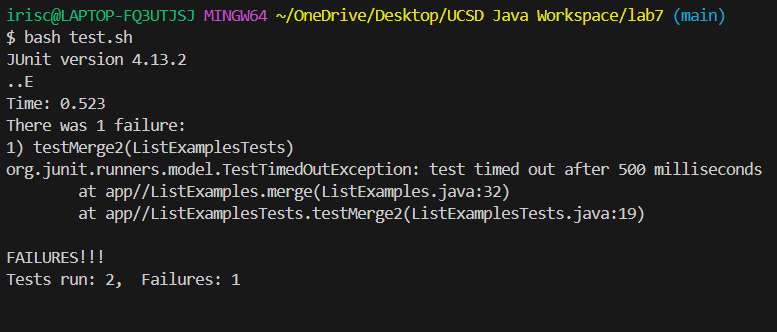 irisc@LAPTOP-FQ3UTJSJ MINGW64 ~/OneDrive/Desktop/UCSD Java Workspace/lab7 (main)
$ bash test.sh
JUnit version 4.13.2
..E
Time: 0.523
There was 1 failure:
1) testMerge2(ListExamplesTests)
org.junit.runners.model.TestTimedOutException: test timed out after 500 milliseconds
        at app//ListExamples.merge(ListExamples.java:32)
        at app//ListExamplesTests.testMerge2(ListExamplesTests.java:19)
FAILURES!!!
Tests run: 2,  Failures: 1